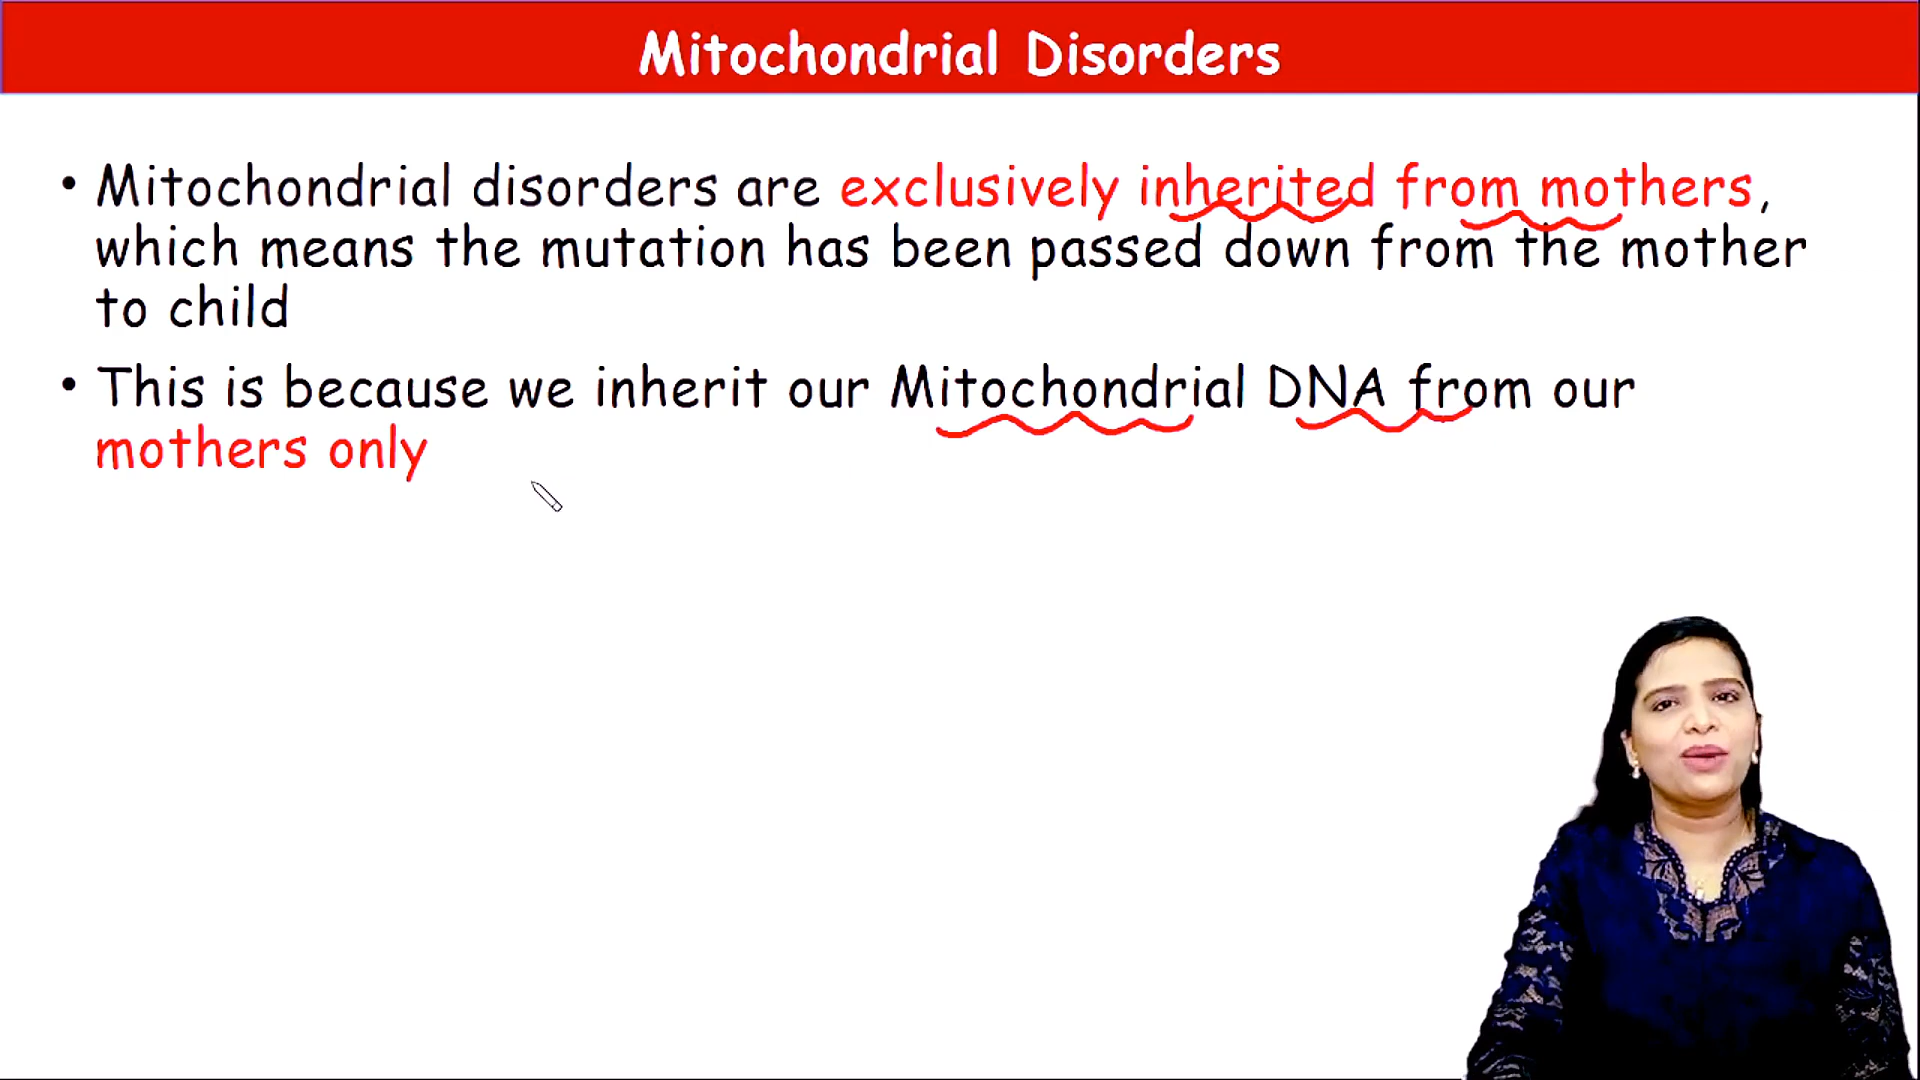 Mitochondrial Disorders
• Mitochondrial disorders are exclusively inherited from mothers,
which means the mutation has been passed down from the mother
to child
• This is because we inherit our Mitochondrial DNA from our
mothers only